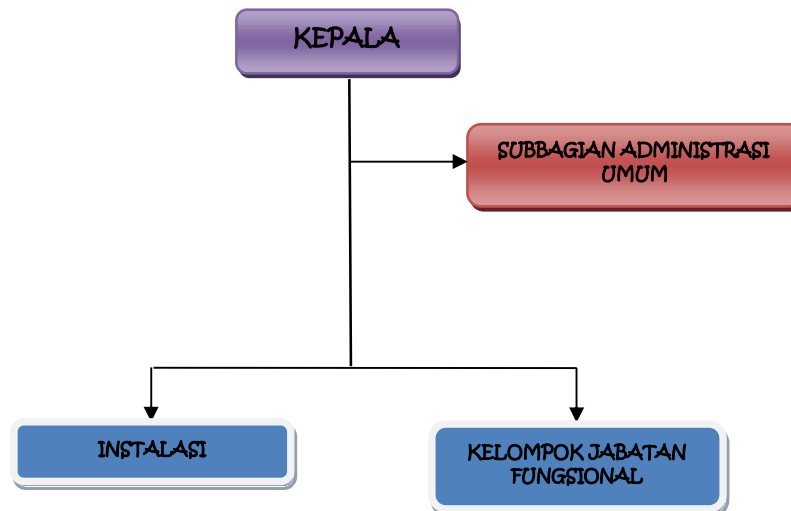 KEPALA
SUBBAGIAN ADMINISTRASI
UMUM
INSTALASI
KELOMPOK JABATAN
FUNGSIONAL